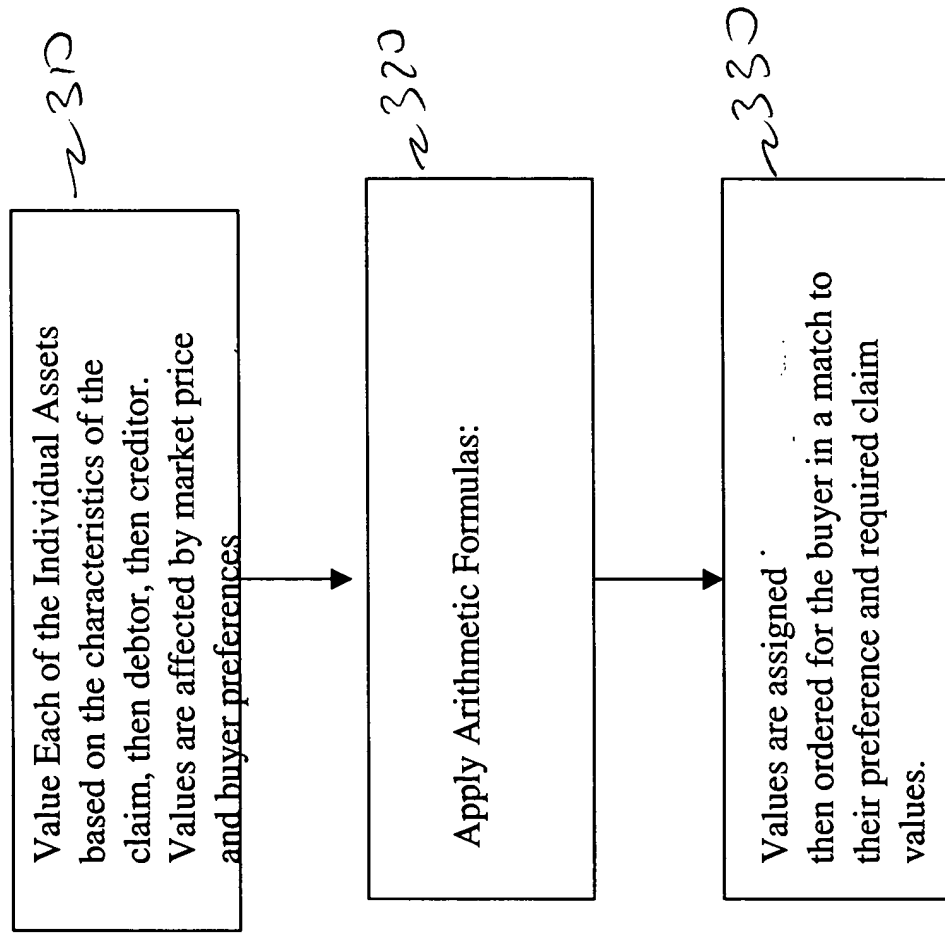 Value Each of the Individual Assets
based on the characteristics of the
claim, then debtor, then creditor.
Values are affected by market price
and buyer preferences
310
Apply Arithmetic Formulas:
320
Values are assigned
then ordered for the buyer in a match to
their preference and required claim
values.
330